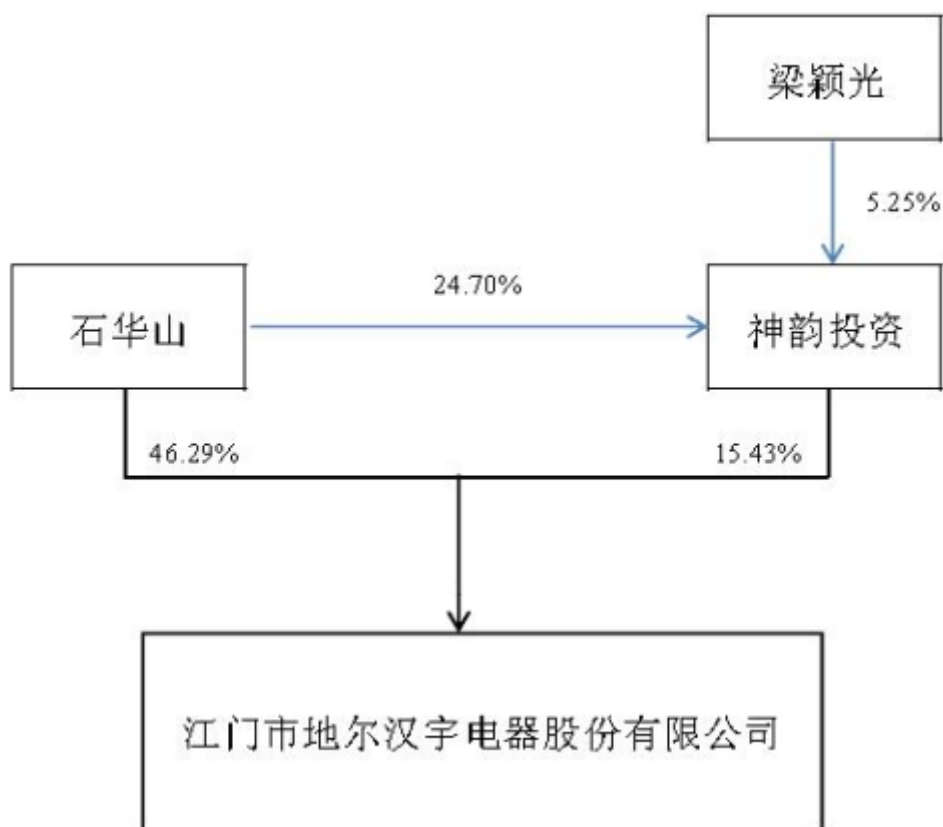 梁颖光
5.25%
24.70%
石华山
神韵投资
46.29%
15.43%
江门市地尔汉宇电器股份有限公司